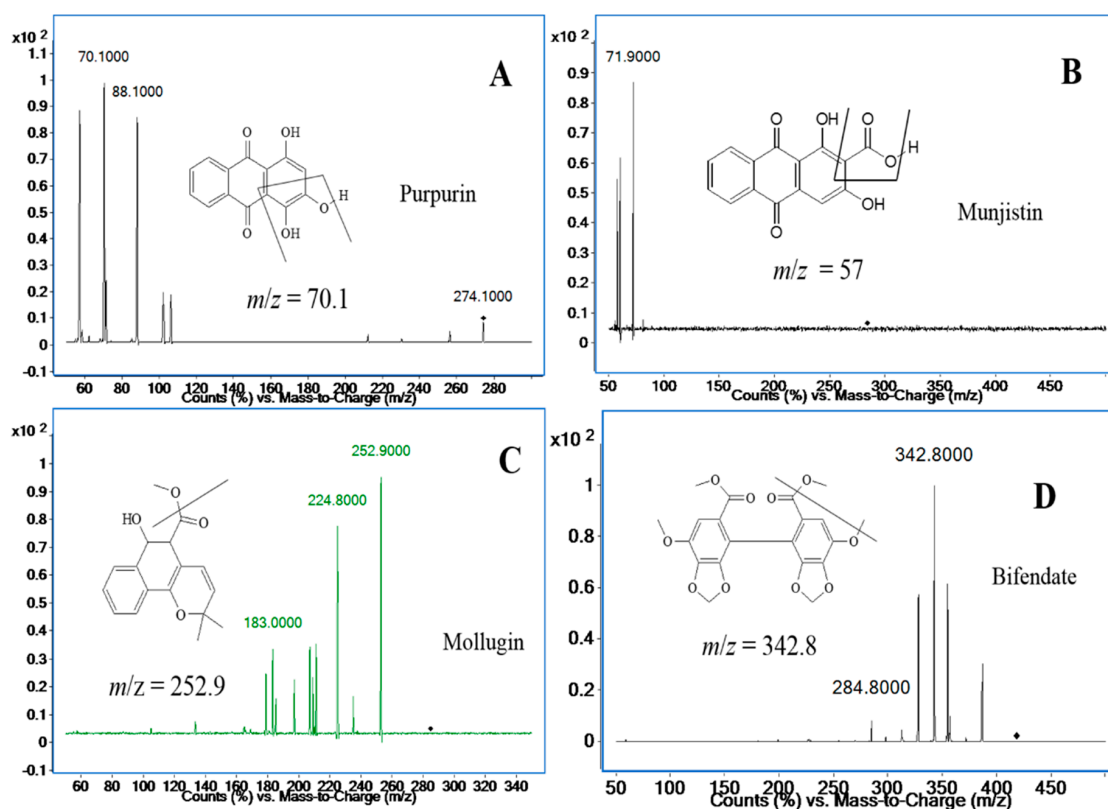 x10 2
1.1
1
0.9
0.8
0.7
0.6
0.5
0.4
0.3
0.2
0.1
0
-0.1
70.1000
88.1000
A
O OH
O OH
O H
Purpurin
m/z = 70.1
274.1000
60 80 100 120 140 160 180 200 220 240 260 280
Counts (%) vs. Mass-to-Charge (m/z)
x10 2
0.9
0.8
0.7
0.6
0.5
0.4
0.3
0.2
0.1
0
71.9000
B
O OH O
O H
OH
O
Munjistin
m/z = 57
50 100 150 200 250 300 350 400 450
Counts (%) vs. Mass-to-Charge (m/z)
x10 2
1
0.9
0.8
0.7
0.6
0.5
0.4
0.3
0.2
0.1
0
-0.1
252.9000
C
224.8000
O
HO O
O
183.0000
Mollugin
m/z = 252.9
60 80 100 120 140 160 180 200 220 240 260 280 300 320 340
Counts (%) vs. Mass-to-Charge (m/z)
x10 2
1
0.8
0.6
0.4
0.2
0
342.8000
D
O O O O
O O
O O O O
Bifendate
m/z = 342.8
284.8000
50 100 150 200 250 300 350 400 450
Counts (%) vs. Mass-to-Charge (m/z)